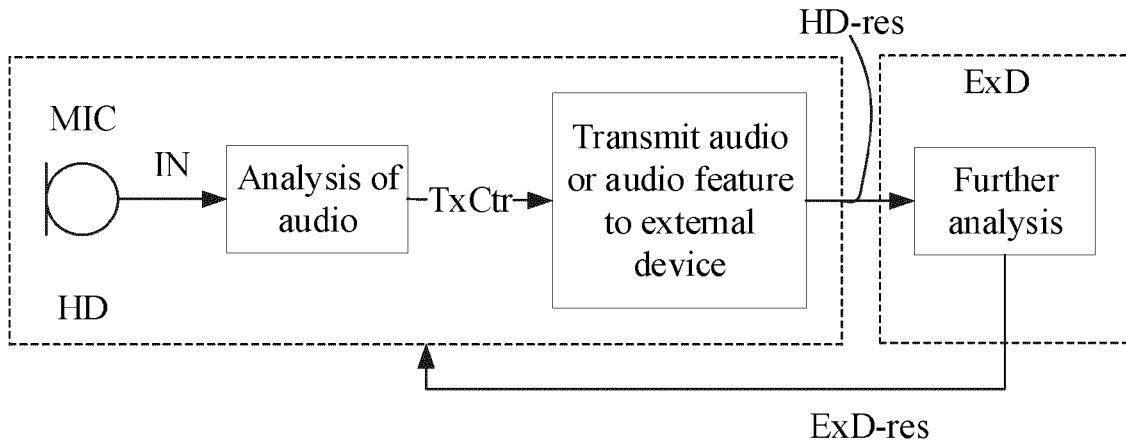 HD-res
MIC
IN
Analysis of
audio
TxCtr
Transmit audio
or audio feature
to external
device
HD
ExD
Further
analysis
ExD-res